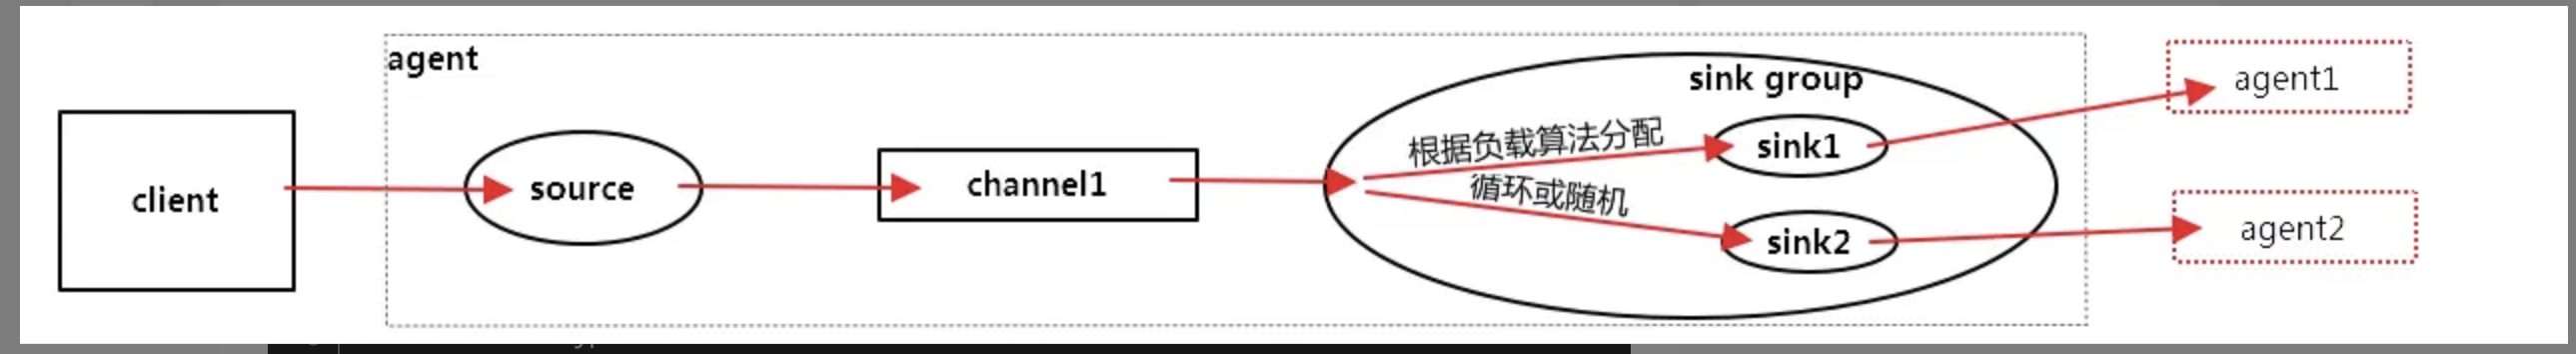 agent
client
source
channel1
sink group
根据负载算法分配
循环或随机
sink1
sink2
agent1
agent2